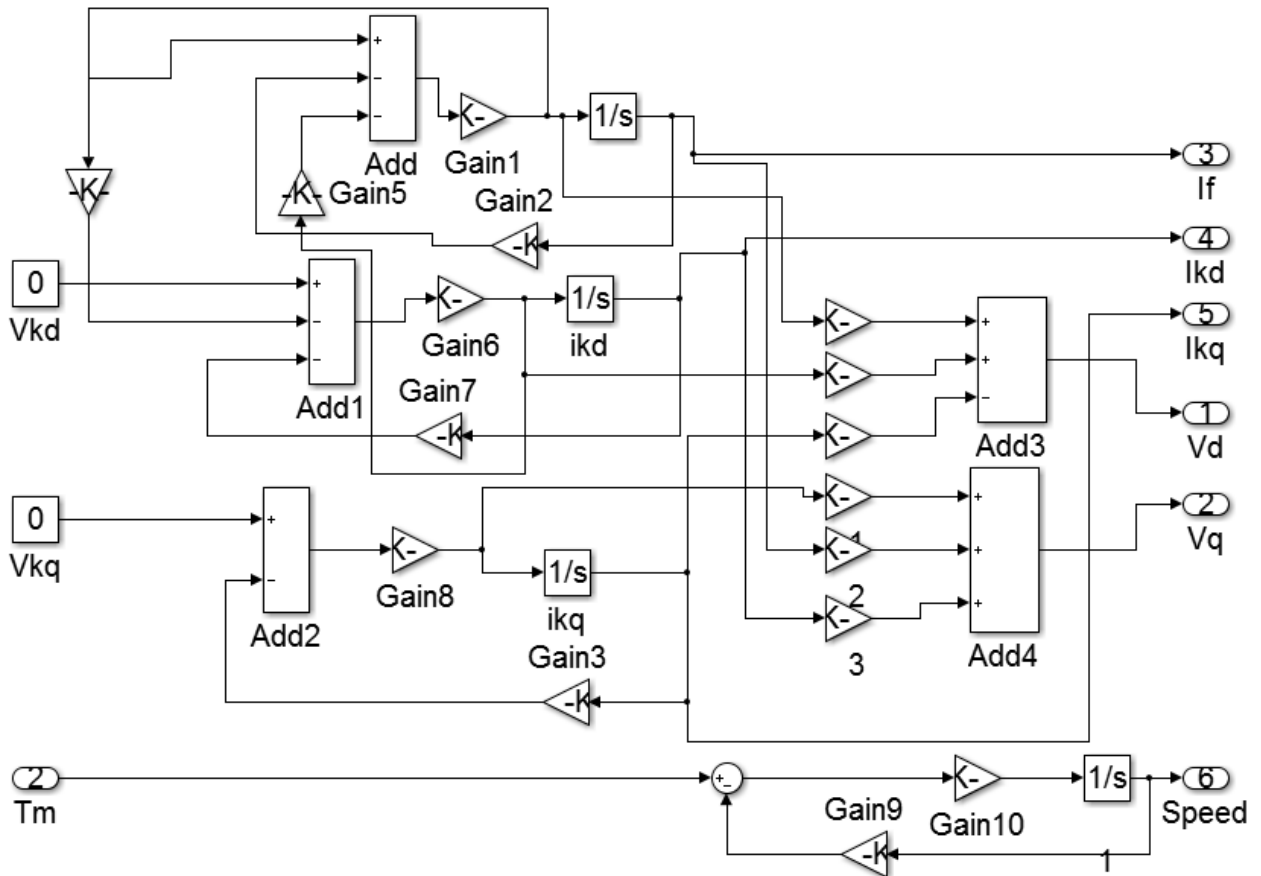 +
−
−
Add
K-
Gain1
1/s
3
If
-K-
-K-
Gain5
Gain2
-K
4
Ikd
0
Vkd
+
−
−
Add1
K-
Gain6
1/s
ikd
5
Ikq
K-
+
K-
+
K-
−
Add3
1
Vd
Gain7
-K
0
Vkq
+
−
Add2
K-
Gain8
1/s
ikq
K-
+
1
K-
+
2
K-
+
3
Add4
2
Vq
Gain3
-K
2
Tm
+
−
K-
Gain10
1/s
6
Speed
Gain9
-K
1